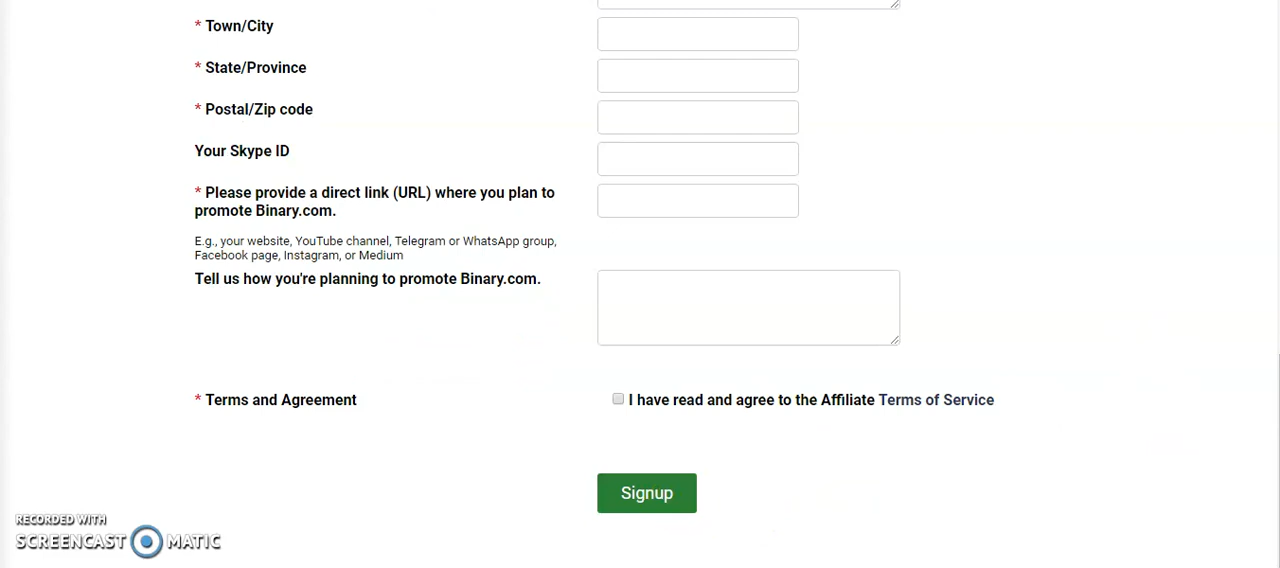 * Town/City
* State/Province
* Postal/Zip code
Your Skype ID
* Please provide a direct link (URL) where you plan to
promote Binary.com.
E.g., your website, YouTube channel, Telegram or WhatsApp group,
Facebook page, Instagram, or Medium
Tell us how you're planning to promote Binary.com.
* Terms and Agreement
I have read and agree to the Affiliate Terms of Service
Signup
RECORDED WITH
SCREENCAST MATIC